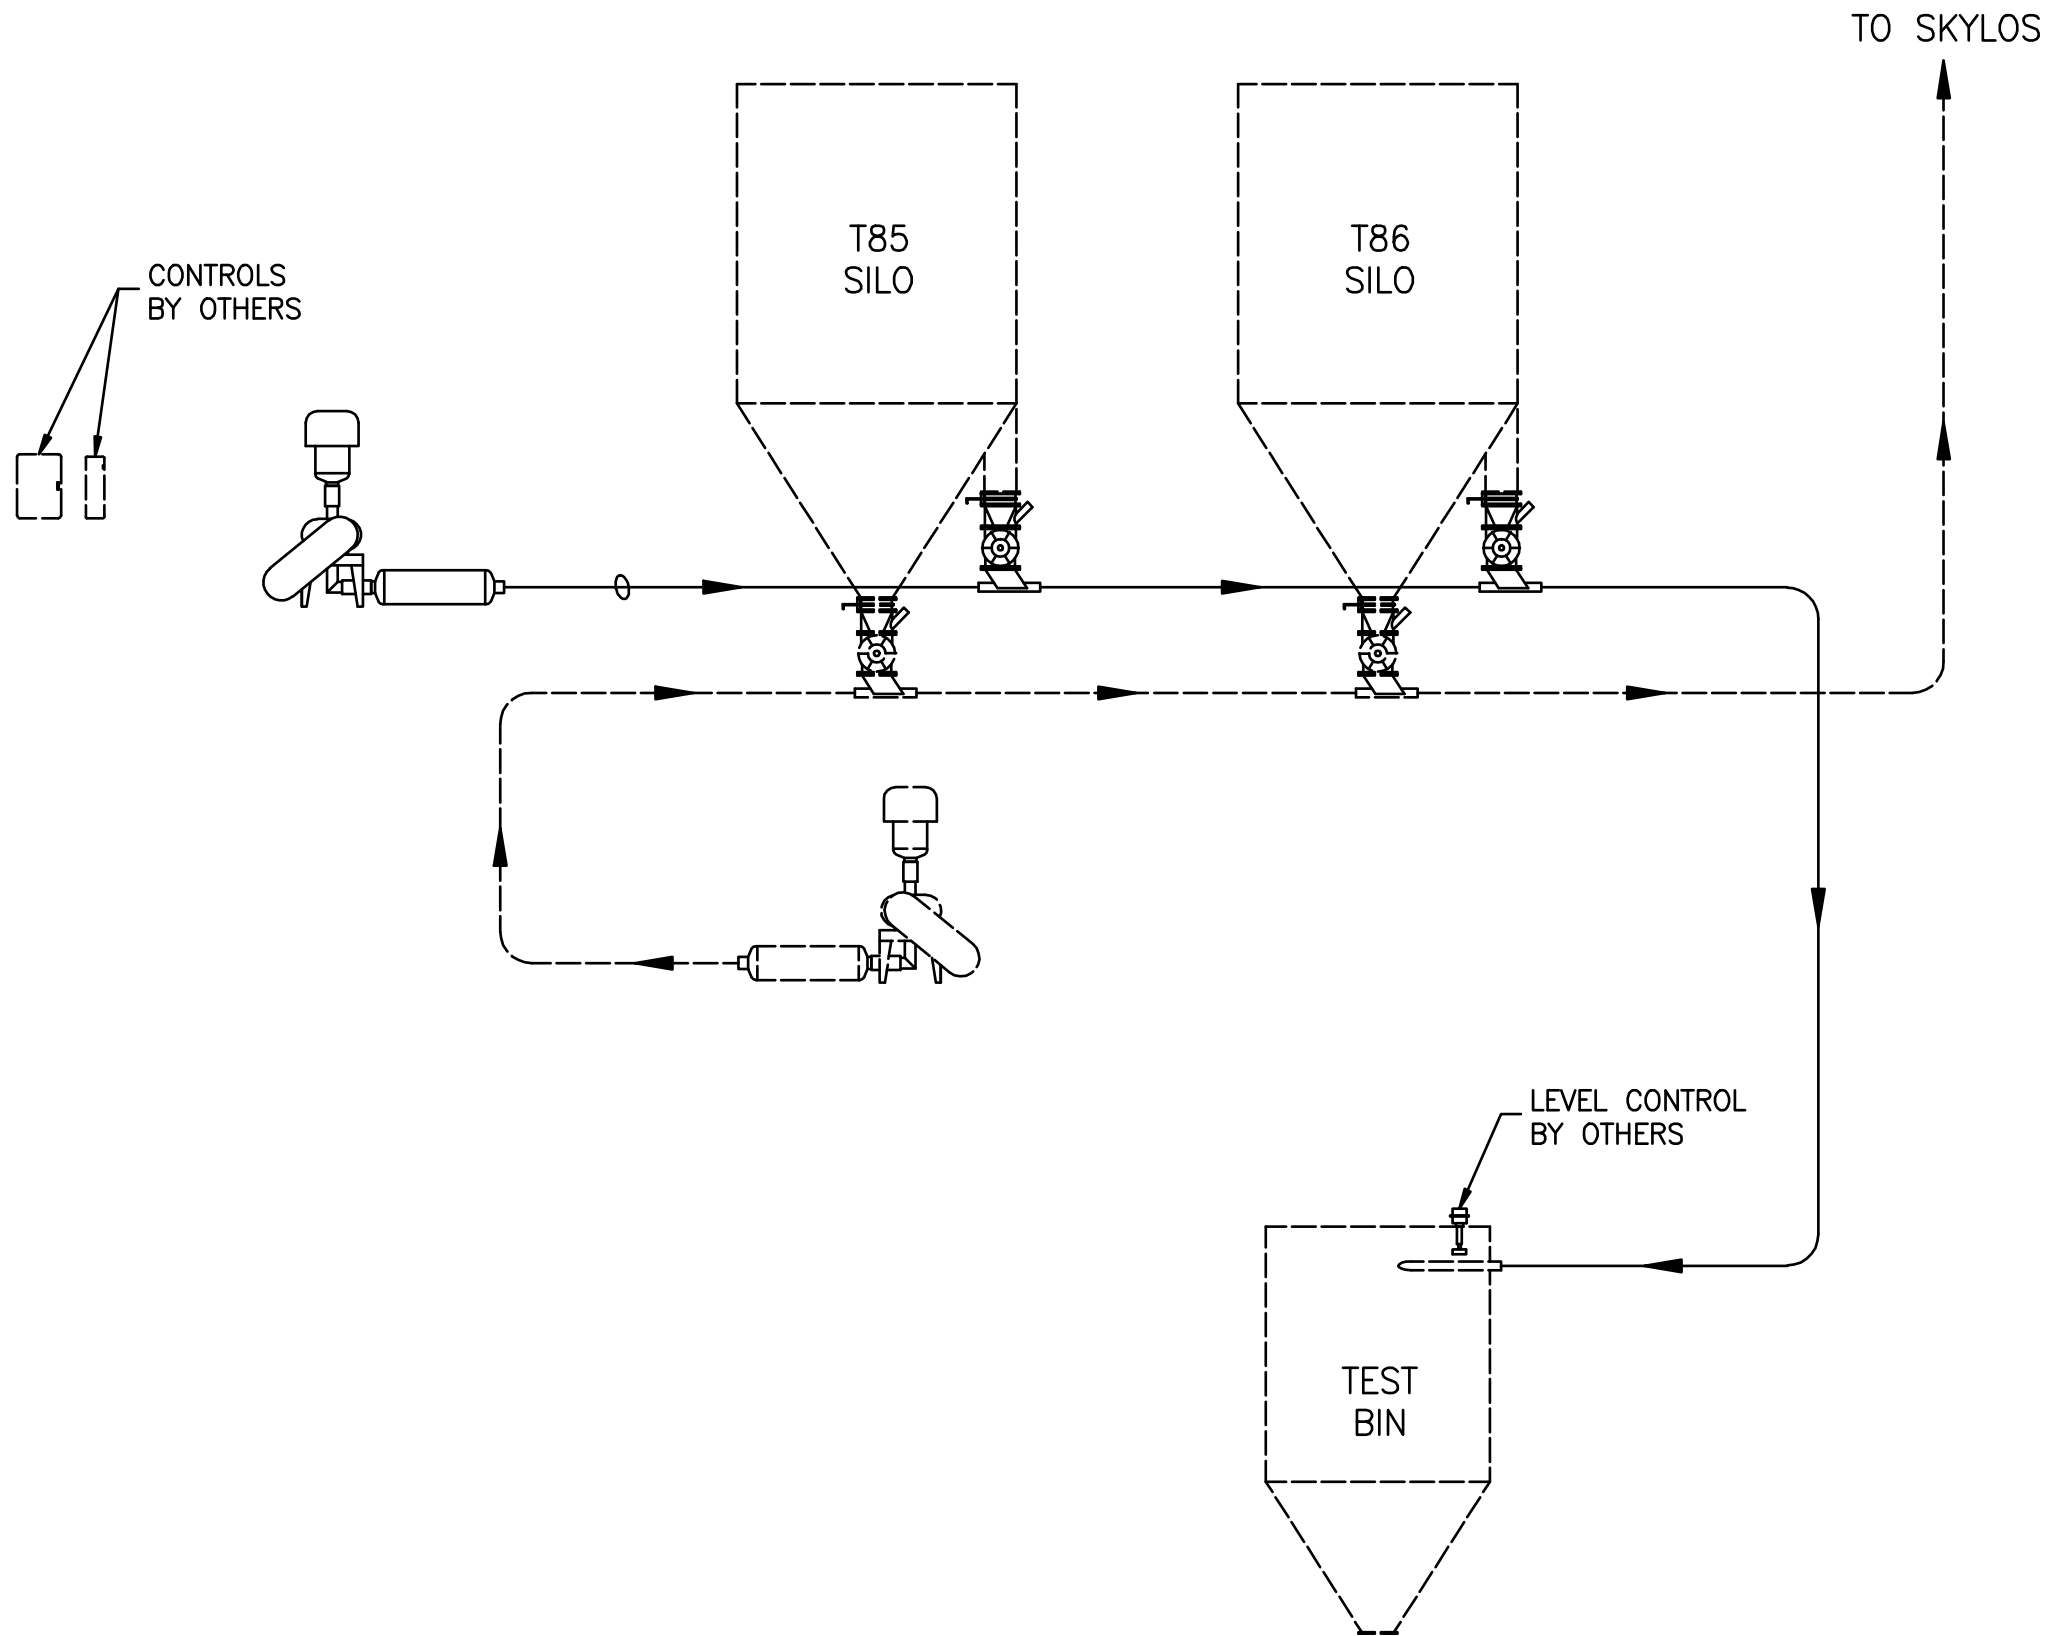 TO SKYLOS
T85
SILO
T86
SILO
CONTROLS
BY OTHERS
LEVEL CONTROL
BY OTHERS
TEST
BIN